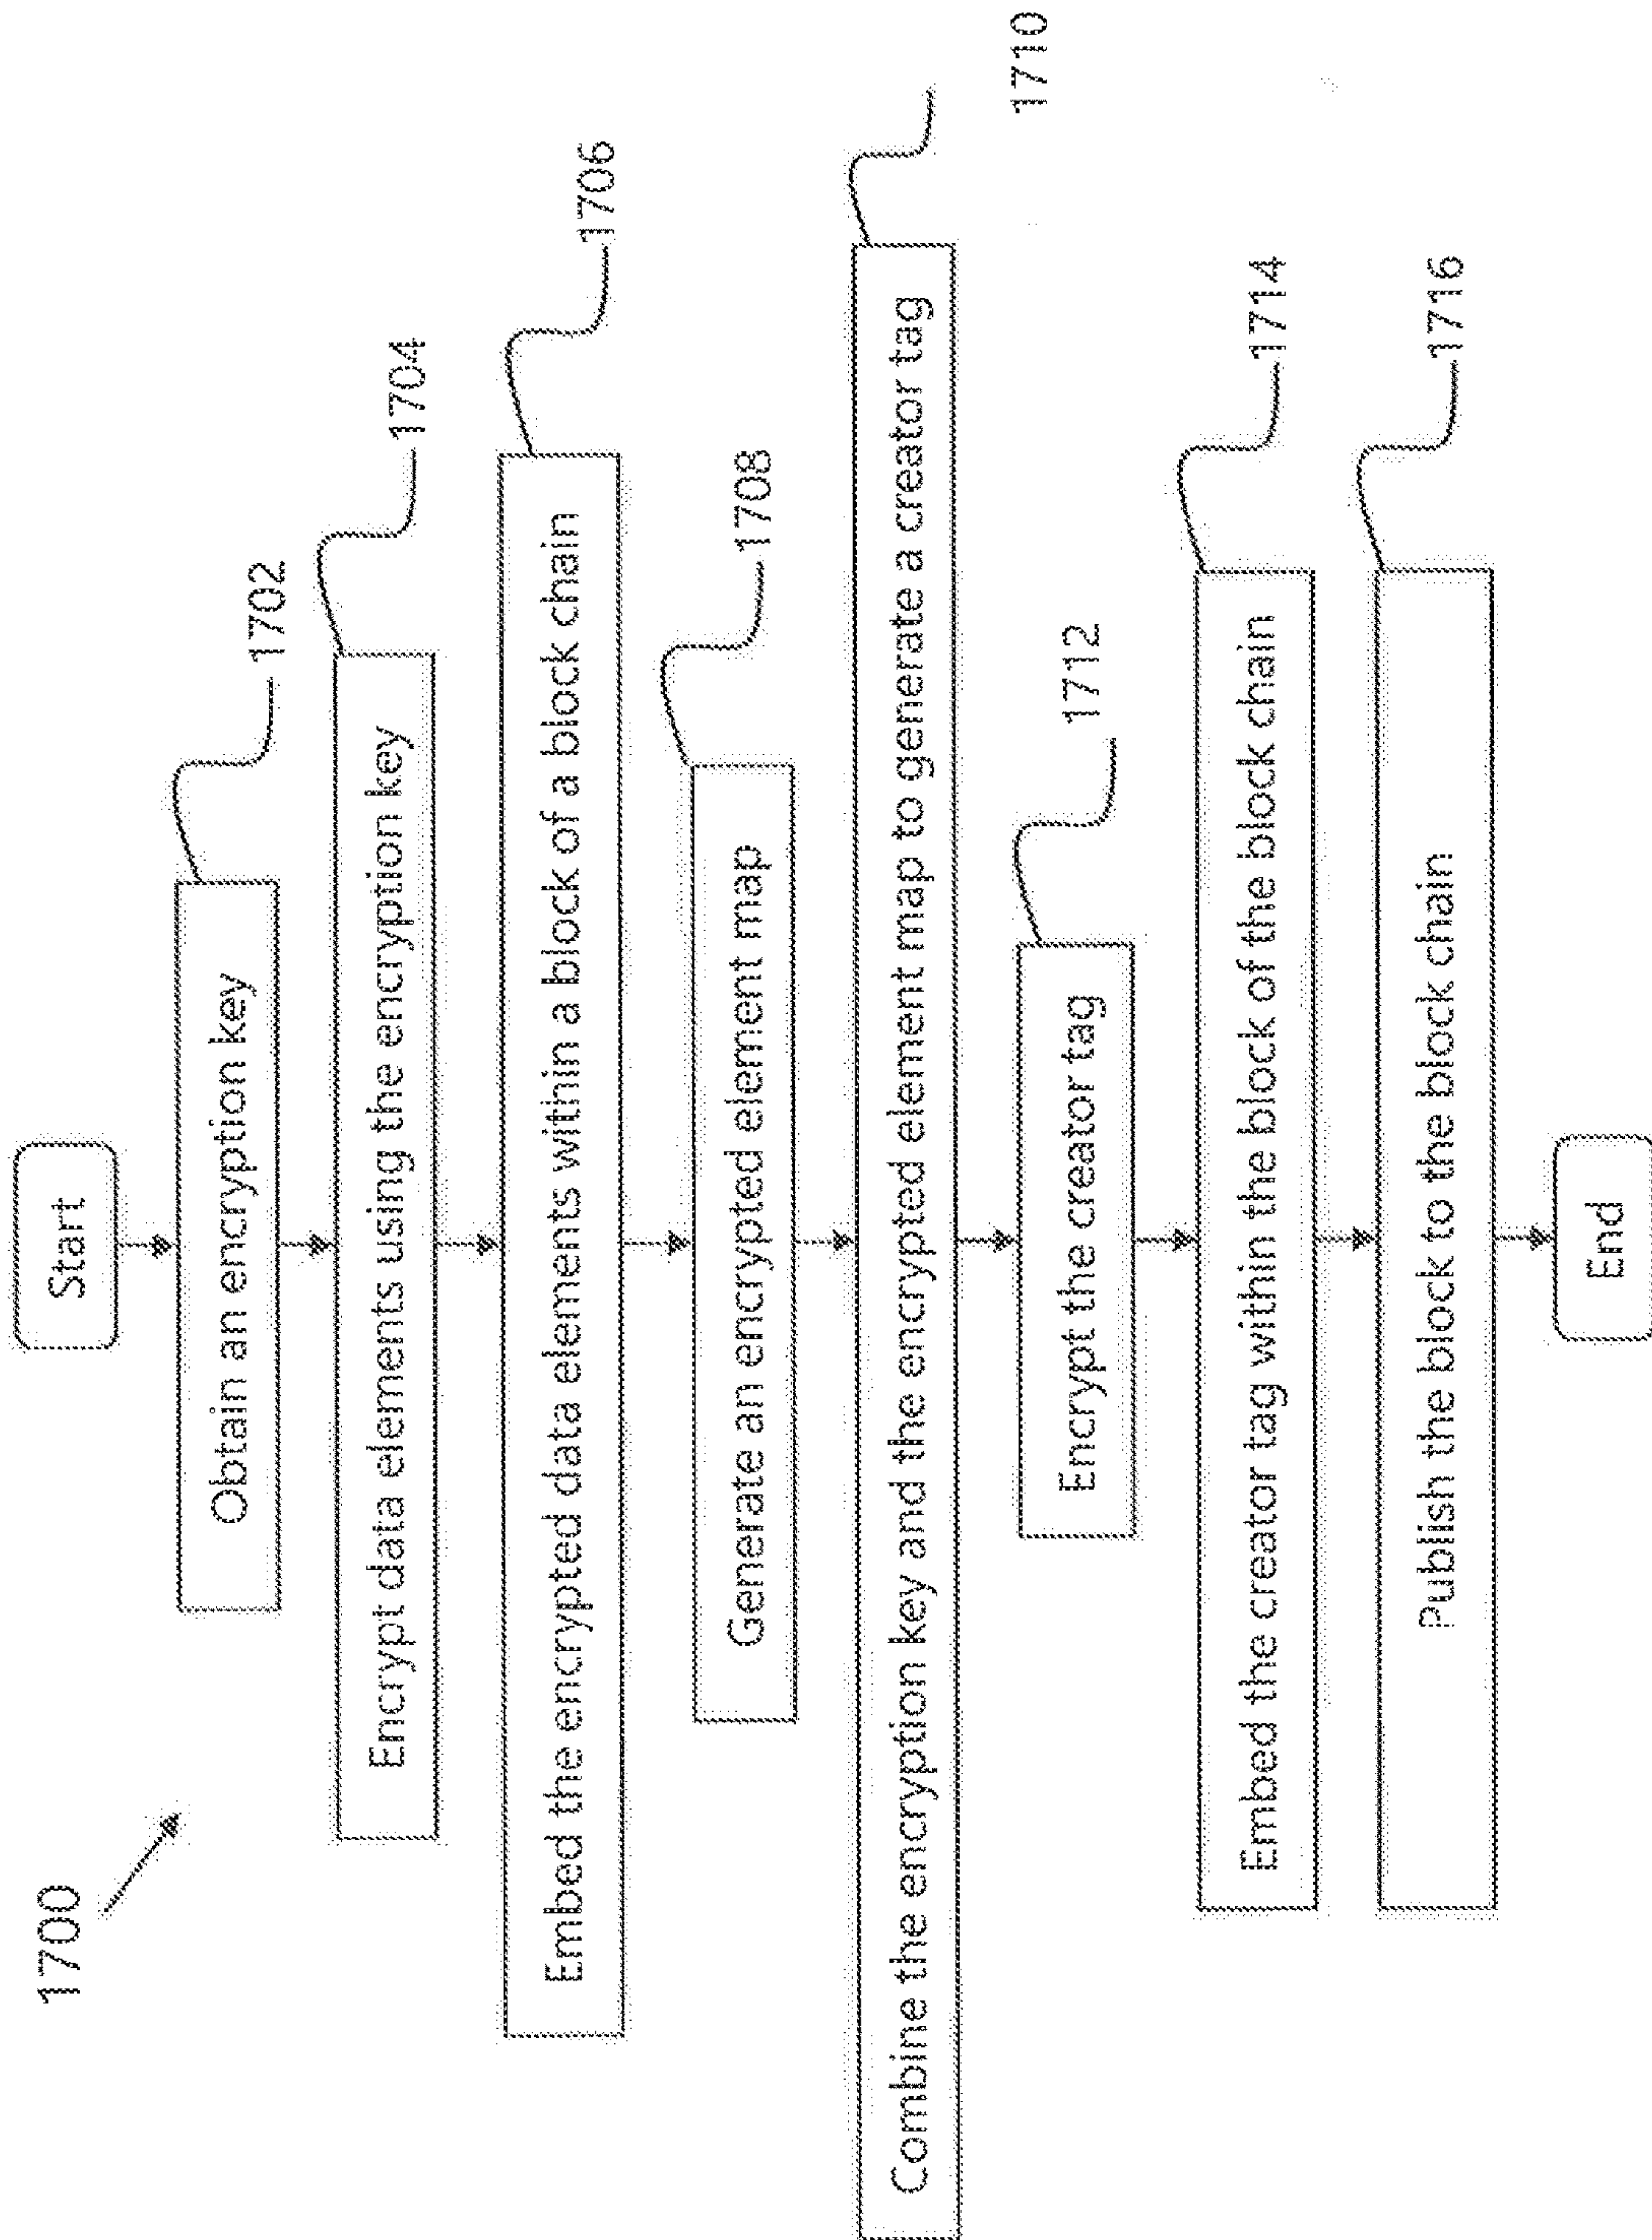 1700
Start
Obtain an encryption key
1702
Encrypt data elements using the encryption key
1704
Embed the encrypted data elements within a block of a block chain
1706
Generate an encrypted element map
1708
Combine the encryption key and the encrypted element map to generate a creator tag
1710
Encrypt the creator tag
1712
Embed the creator tag within the block of the block chain
1714
Publish the block to the block chain
1716
End